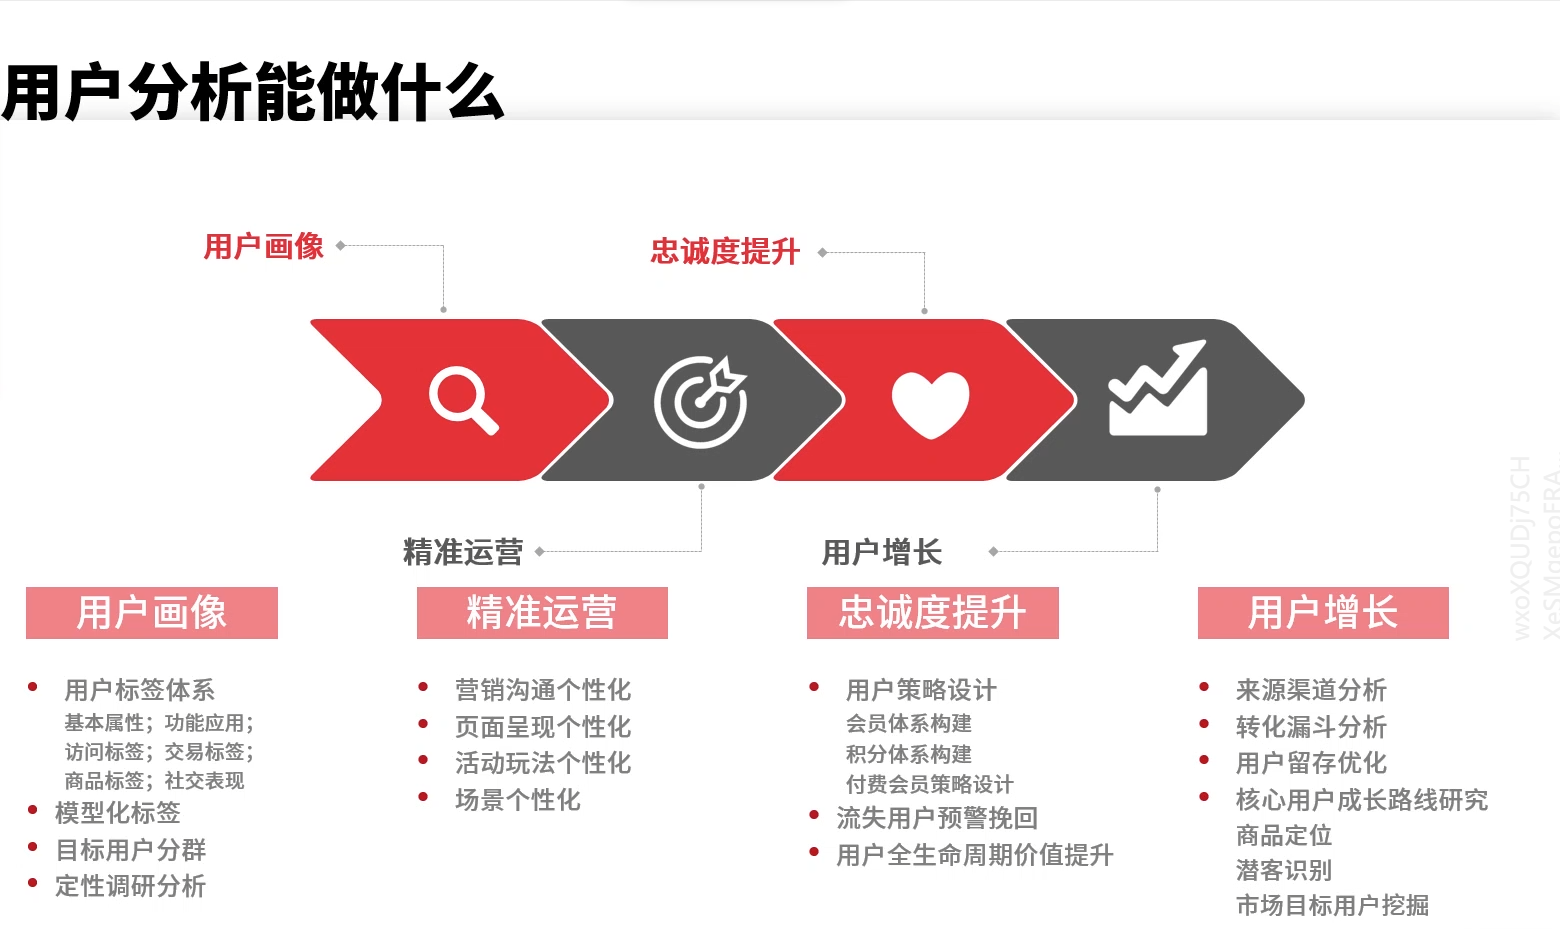 用户分析能做什么
用户画像
忠诚度提升
精准运营
用户增长
用户画像
用户标签体系
基本属性；功能应用；
访问标签；交易标签；
商品标签；社交表现
模型化标签
目标用户分群
定性调研分析
精准运营
营销沟通个性化
页面呈现个性化
活动玩法个性化
场景个性化
忠诚度提升
用户策略设计
会员体系构建
积分体系构建
付费会员策略设计
流失用户预警挽回
用户全生命周期价值提升
用户增长
来源渠道分析
转化漏斗分析
用户留存优化
核心用户成长路线研究
商品定位
潜客识别
市场目标用户挖掘
wxoXQUDj75CH